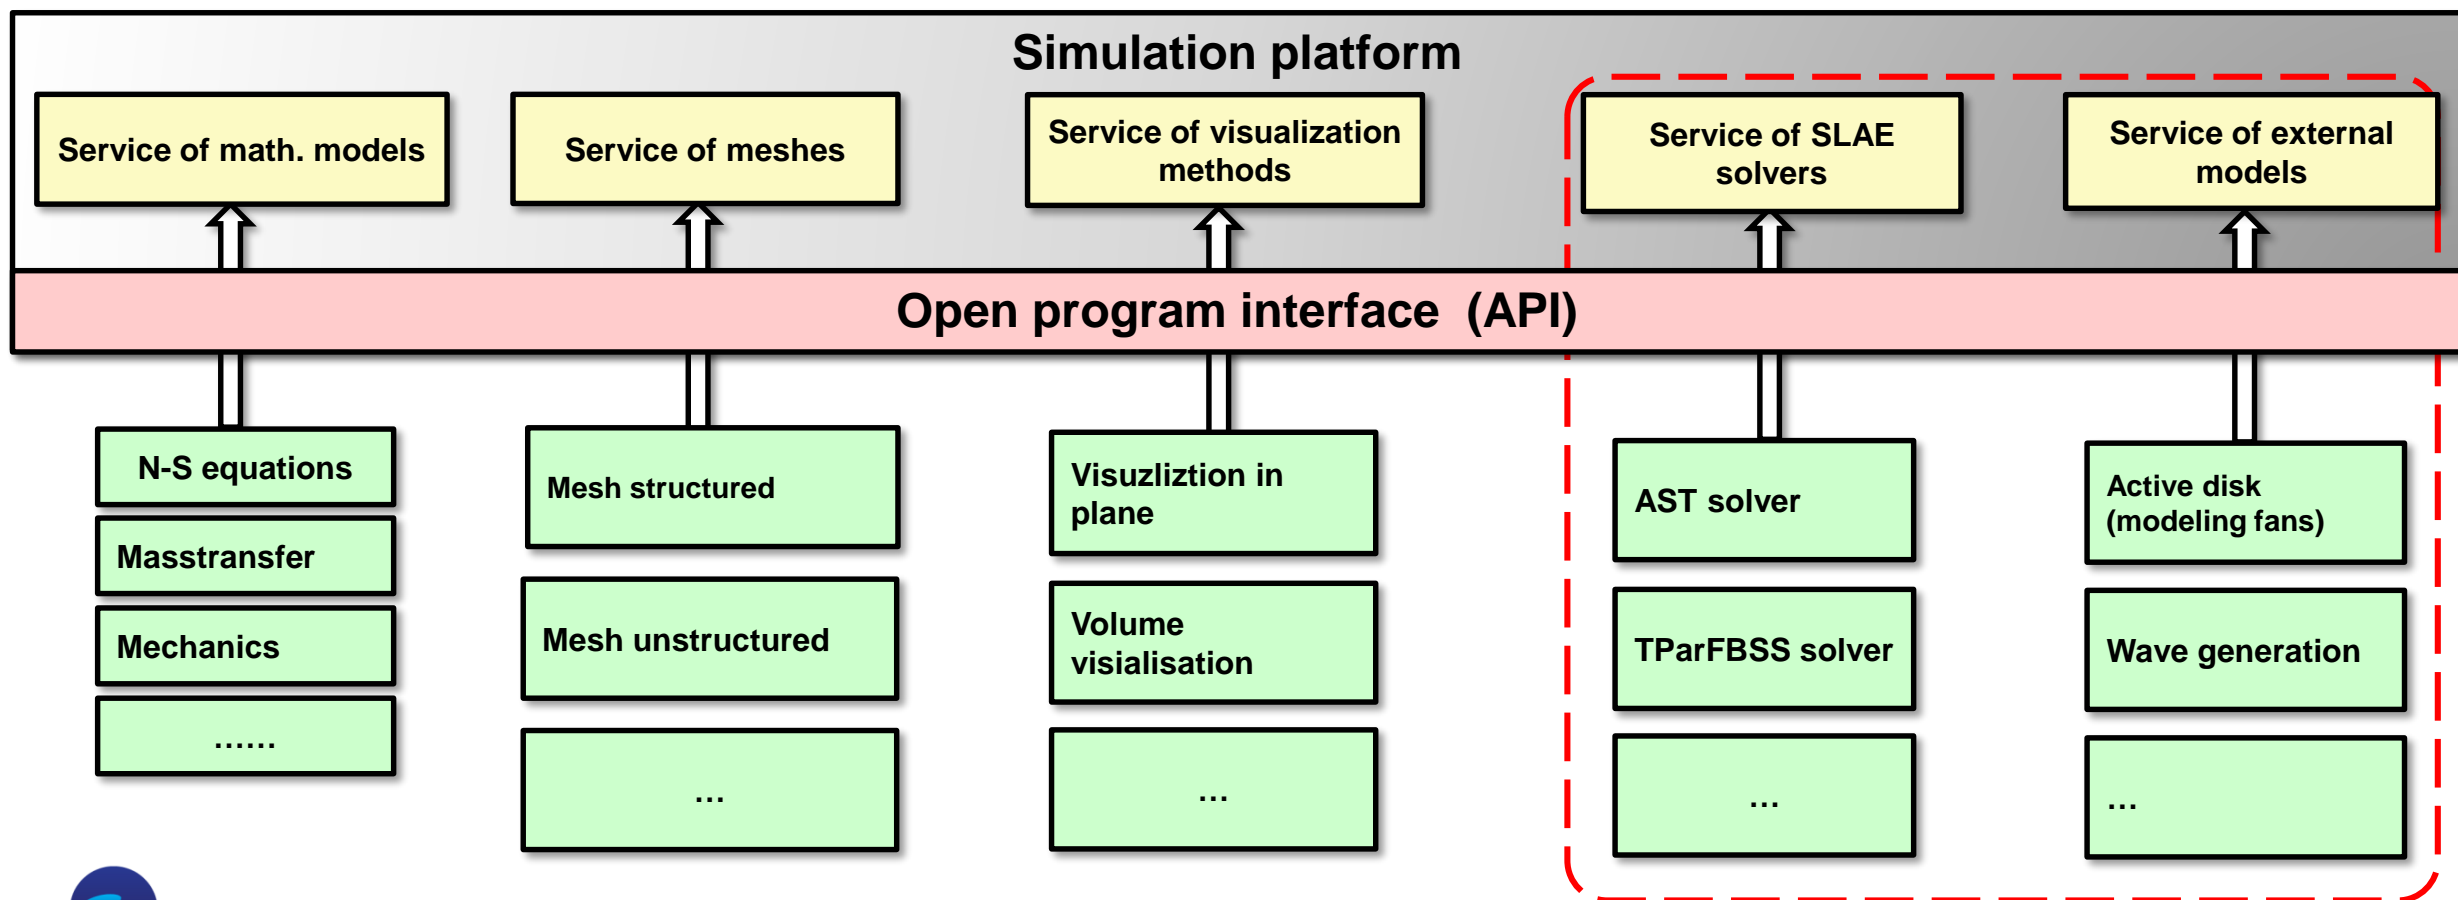 Simulation platform
Service of math. models
Service of meshes
Service of visualization
methods
Service of SLAE
solvers
Service of external
models
Open program interface (API)
N-S equations
Masstransfer
Mechanics
......
Mesh structured
Mesh unstructured
...
Visuzliztion in
plane
Volume
visialisation
...
AST solver
TParFBSS solver
...
Active disk
(modeling fans)
Wave generation
...